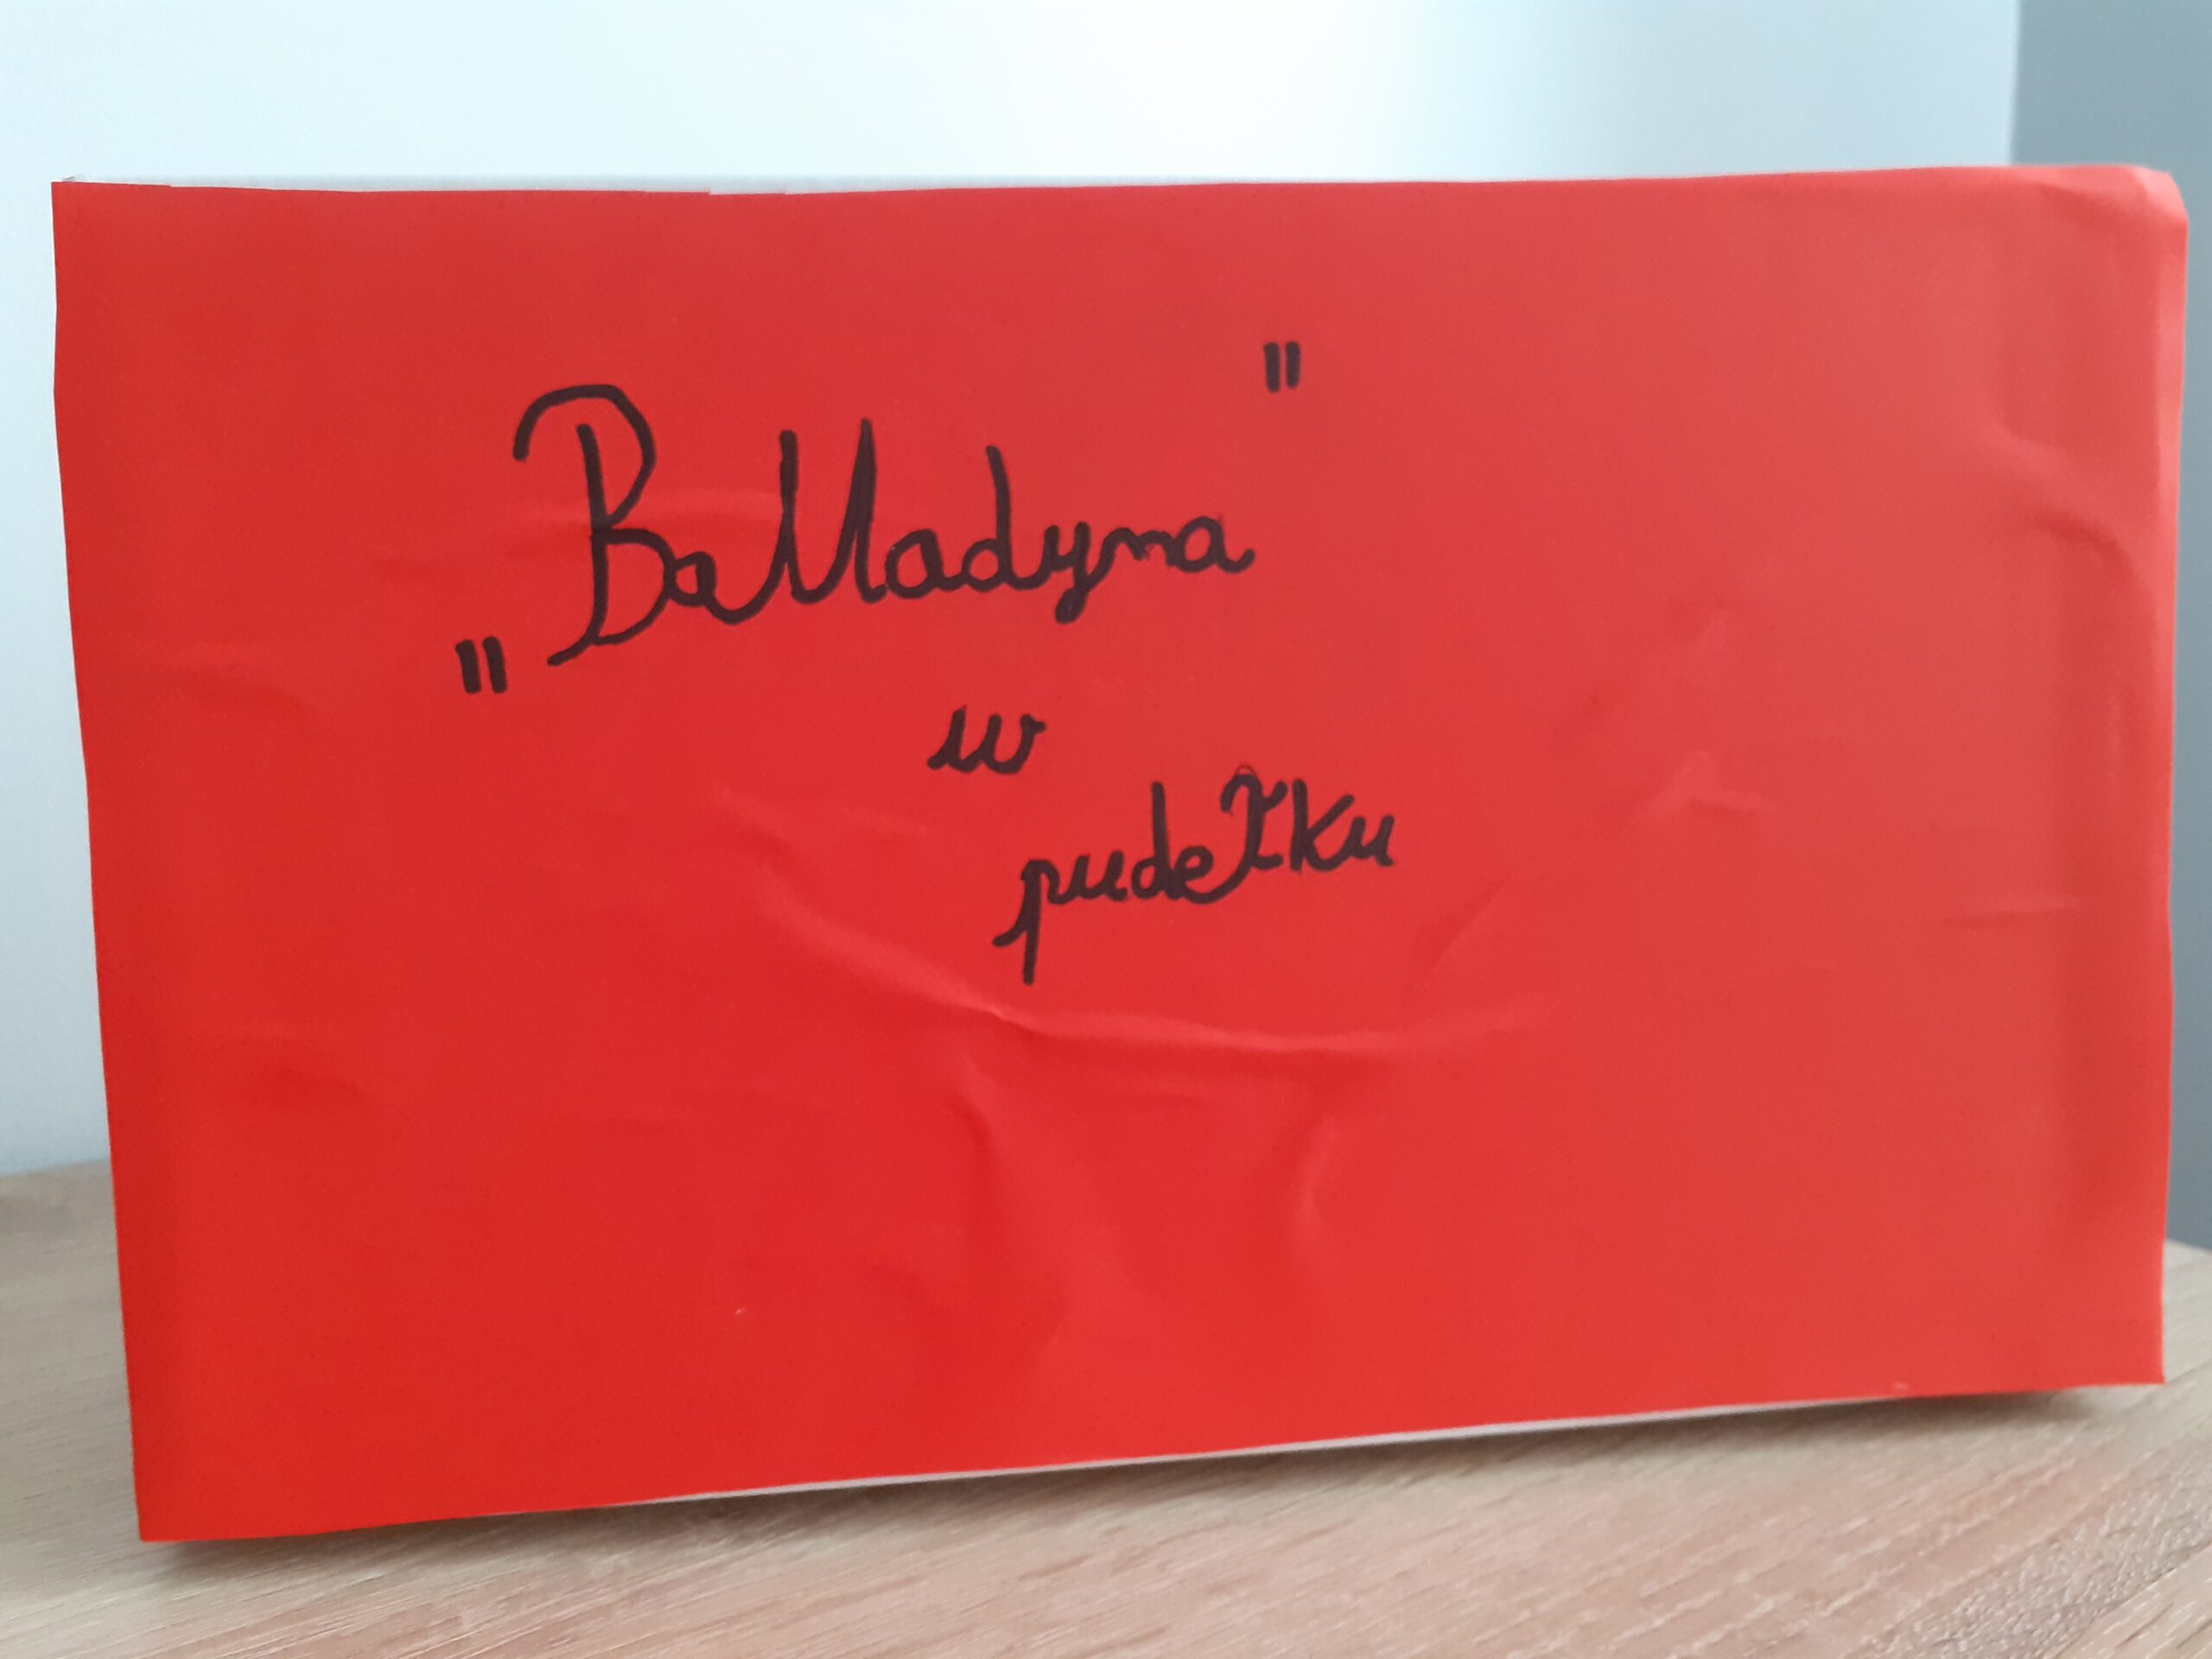 „Balladyna"
w
pudełku